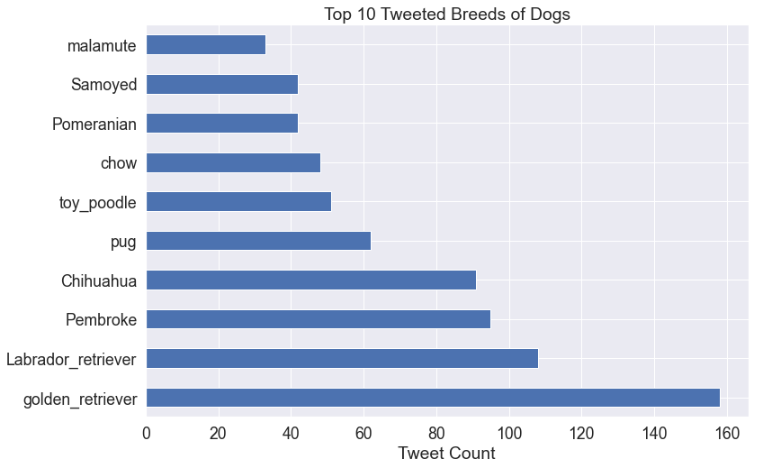 Top 10 Tweeted Breeds of Dogs
malamute
Samoyed
Pomeranian
chow
toy_poodle
pug
Chihuahua
Pembroke
Labrador_retriever
golden_retriever
0 20 40 60 80 100 120 140 160
Tweet Count